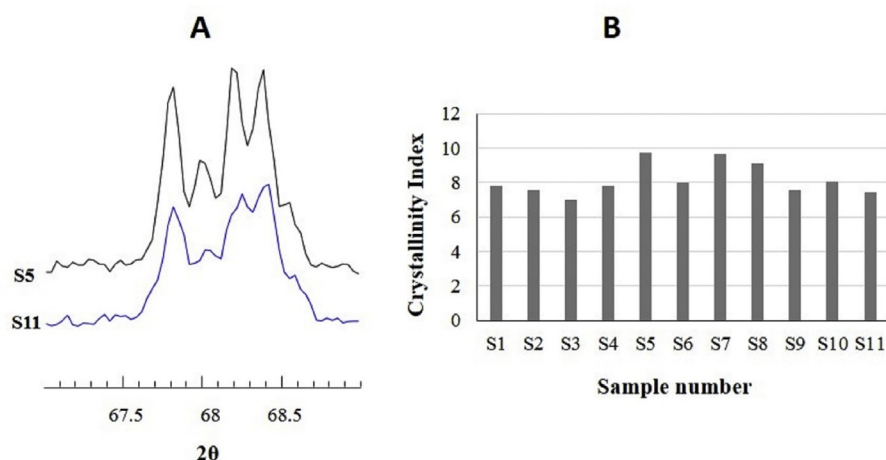 A
S5
S11
67.5 68 68.5
2θ
B
Crystallinity Index
12
10
8
6
4
2
0
S1 S2 S3 S4 S5 S6 S7 S8 S9 S10 S11
Sample number